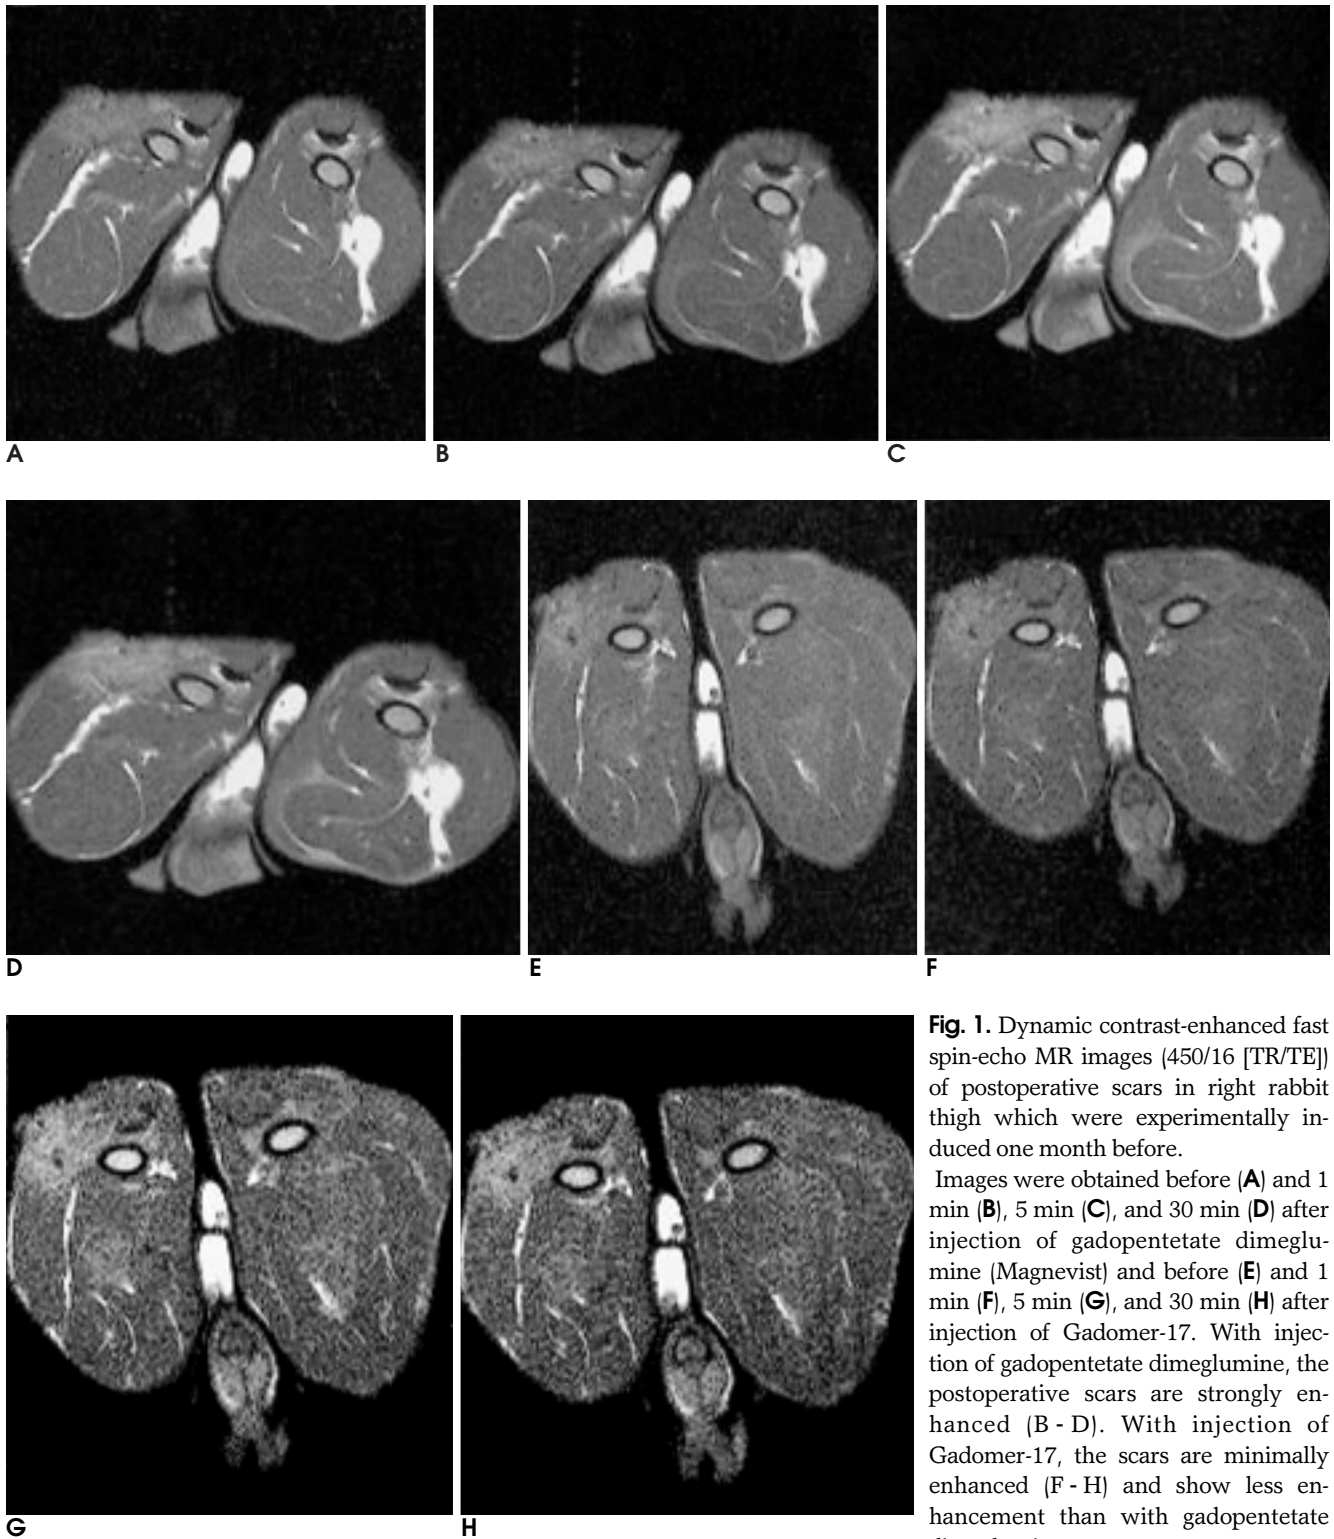 A
B
C
D
E
F
G
H
Fig. 1. Dynamic contrast-enhanced fast
spin-echo MR images (450/16 [TR/TE])
of postoperative scars in right rabbit
thigh which were experimentally in-
duced one month before.
Images were obtained before (A) and 1
min (B), 5 min (C), and 30 min (D) after
injection of gadopentetate dimeglu-
mine (Magnevist) and before (E) and 1
min (F), 5 min (G), and 30 min (H) after
injection of Gadomer-17. With injec-
tion of gadopentetate dimeglumine, the
postoperative scars are strongly en-
hanced (B - D). With injection of
Gadomer-17, the scars are minimally
enhanced (F - H) and show less en-
hancement than with gadopentetate